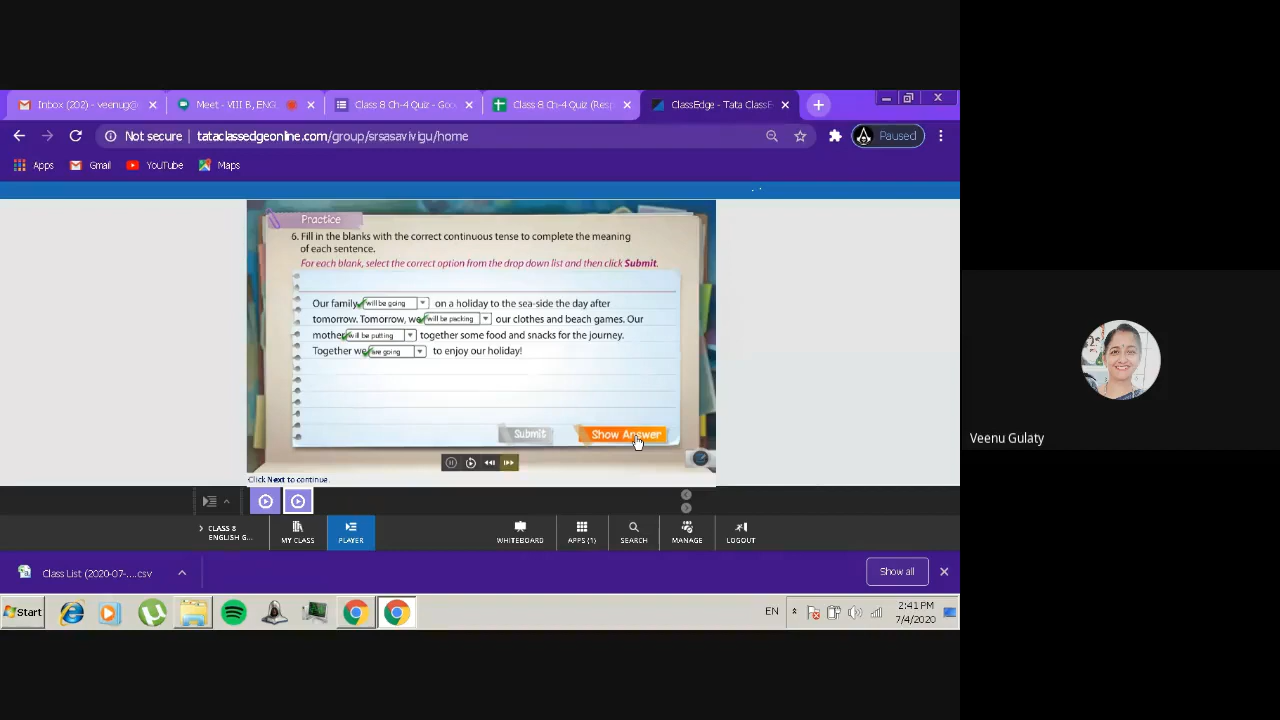 Inbox (202) - veenug@
Meet - VIII B, ENG
Class 8 Ch-4 Quiz - Goo
Class 8 Ch-4 Quiz (Resp
ClassEdge - Tata ClassE
Not secure | tataclassedgeonline.com/group/srsasavivigu/home
Paused
Apps Gmail YouTube Maps
Practice
6. Fill in the blanks with the correct continuous tense to complete the meaning
of each sentence.
For each blank, select the correct option from the drop down list and then click Submit.
Our family will be going on a holiday to the sea-side the day after
tomorrow. Tomorrow, we will be packing our clothes and beach games. Our
mother will be putting together some food and snacks for the journey.
Together we are going to enjoy our holiday!
Submit Show Answer
Click Next to continue.
CLASS 8
ENGLISH G...
MY CLASS
PLAYER
WHITEBOARD
APPS (1)
SEARCH
MANAGE
LOGOUT
Class List (2020-07-....csv
Show all
Start
EN
2:41 PM
7/4/2020
Veenu Gulaty